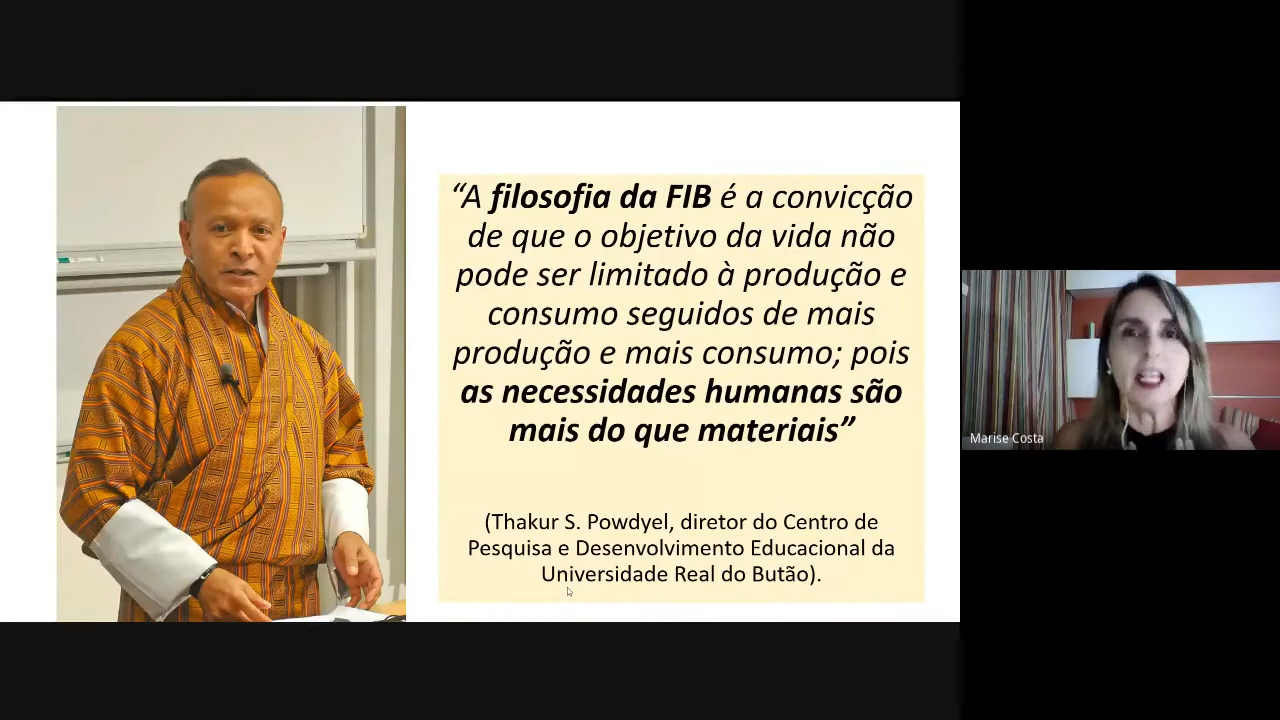 “A filosofia da FIB é a convicção
de que o objetivo da vida não
pode ser limitado à produção e
consumo seguidos de mais
produção e mais consumo; pois
as necessidades humanas são
mais do que materiais”
(Thakur S. Powdyel, diretor do Centro de
Pesquisa e Desenvolvimento Educacional da
Universidade Real do Butão).
Marise Costa